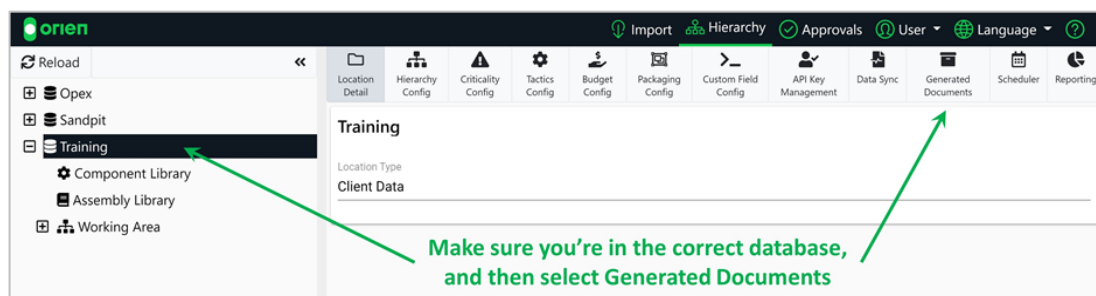 orien
Import Hierarchy Approvals User Language
Reload
Opex
Sandpit
Training
Component Library
Assembly Library
Working Area
Location Detail
Hierarchy Config
Criticality Config
Tactics Config
Budget Config
Packaging Config
Custom Field Config
API Key Management
Data Sync
Generated Documents
Scheduler
Reporting
Training
Location Type
Client Data
Make sure you're in the correct database,
and then select Generated Documents